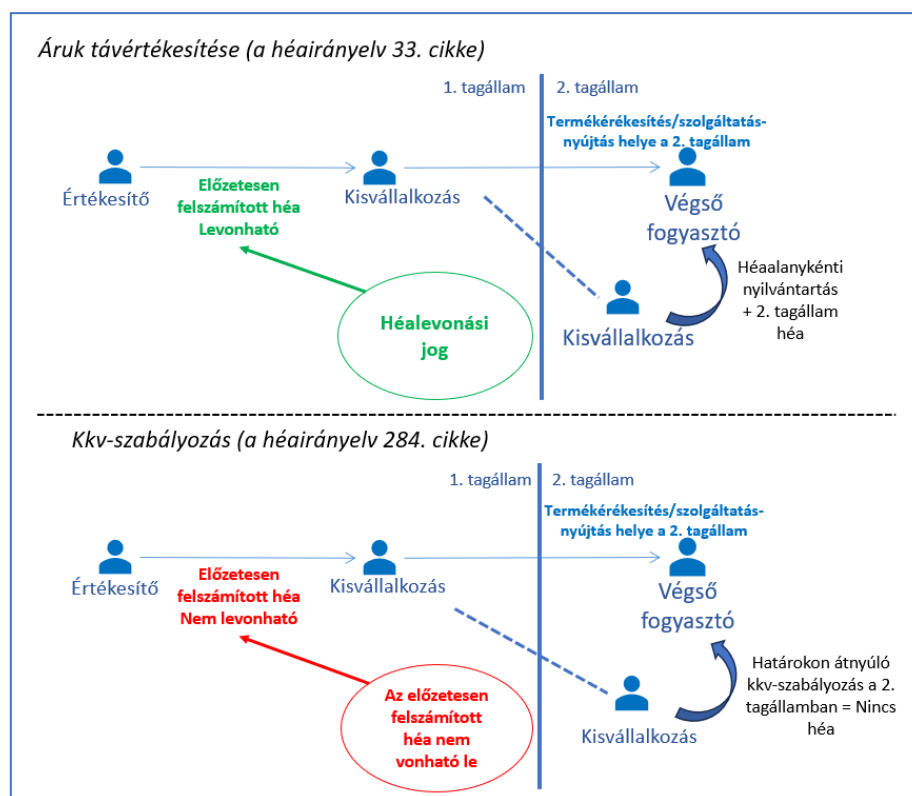 Áruk távértékesítése (a héairányelv 33. cikke)
1. tagállam
2. tagállam
Termékérékesítés/szolgáltatás-
nyújtás helye a 2. tagállam
Értékesítő
Előzetesen
felszámított héa
Levonható
Kisvállalkozás
Végső
fogyasztó
Héalevonási
jog
Kisvállalkozás
Héaalanykénti
nyilvántartás
+ 2. tagállam
héa
Kkv-szabályozás (a héairányelv 284. cikke)
1. tagállam
2. tagállam
Termékérékesítés/szolgáltatás-
nyújtás helye a 2. tagállam
Értékesítő
Előzetesen
felszámított héa
Nem levonható
Kisvállalkozás
Végső
fogyasztó
Az előzetesen
felszámított
héa nem
vonható le
Kisvállalkozás
Határokon átnyúló
kkv-szabályozás a 2.
tagállamban = Nincs
héa